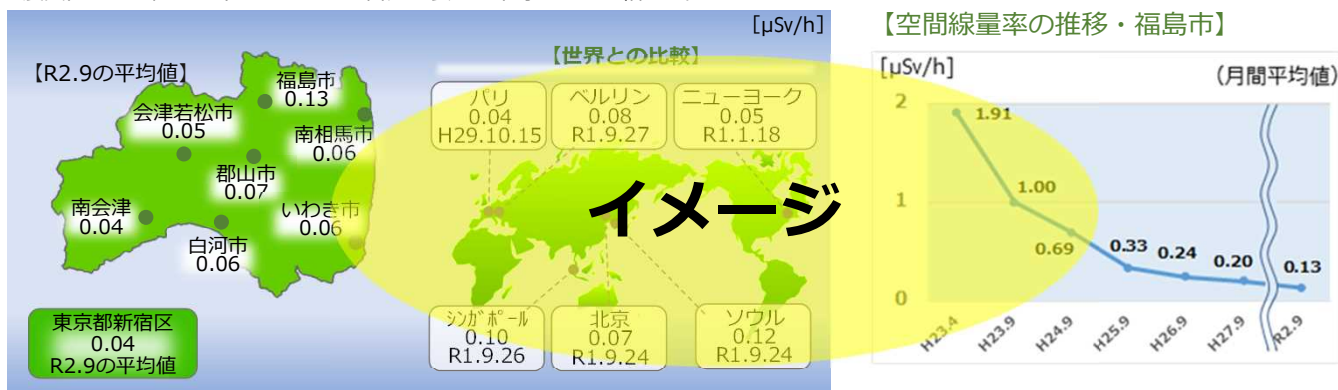 [μSv/h]
【世界との比較】
【R2.9の平均値】
福島市
0.13
会津若松市
0.05
南相馬市
0.06
郡山市
0.07
南会津
0.04
いわき市
0.06
白河市
0.06
東京都新宿区
0.04
R2.9の平均値
パリ
0.04
H29.10.15
ベルリン
0.08
R1.9.27
ニューヨーク
0.05
R1.1.18
イメージ
シンガポール
0.10
R1.9.26
北京
0.07
R1.9.24
ソウル
0.12
R1.9.24
【空間線量率の推移・福島市】
[μSv/h]
(月間平均値)
2
1
0
1.91
1.00
0.69
0.33
0.24
0.20
0.13
H23.4
H23.9
H24.9
H25.9
H26.9
H27.9
R2.9